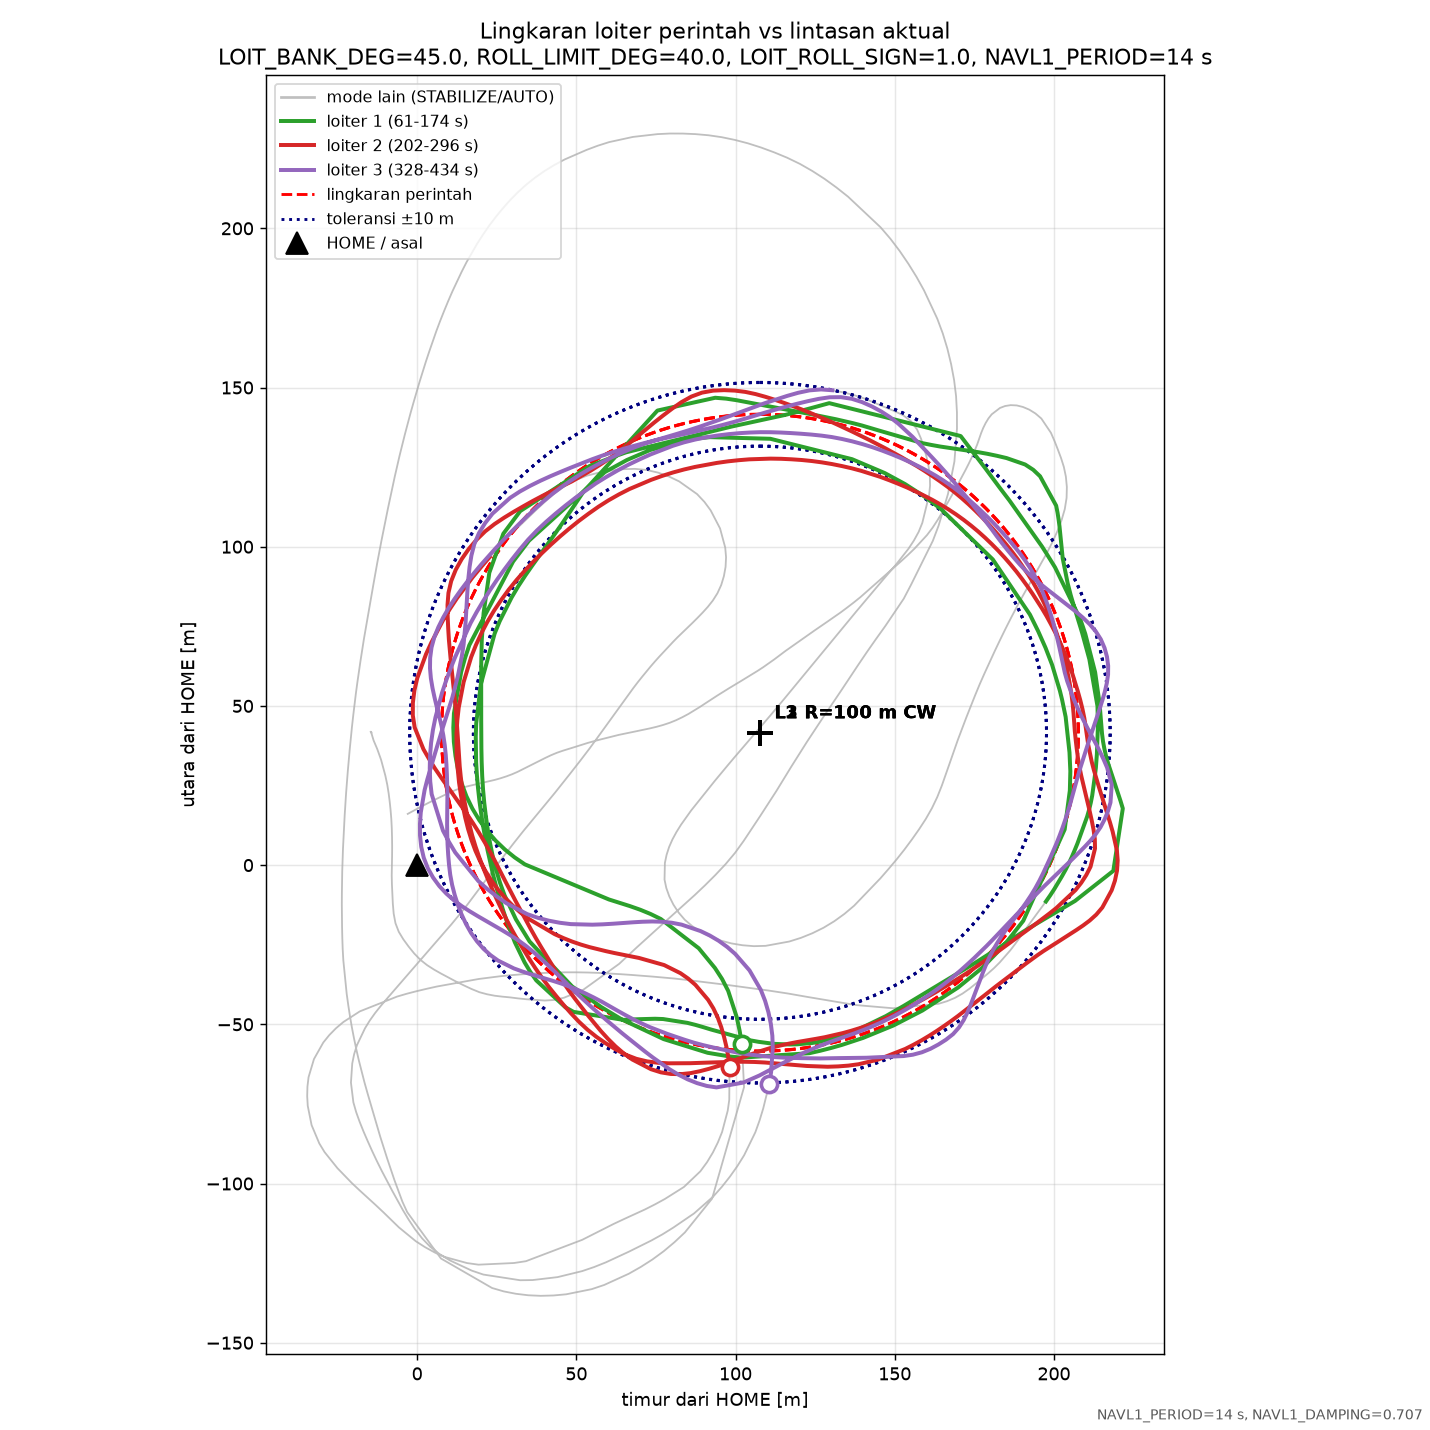 Lingkaran loiter perintah vs lintasan aktual
LOIT_BANK_DEG=45.0, ROLL_LIMIT_DEG=40.0, LOIT_ROLL_SIGN=1.0, NAVL1_PERIOD=14 s
mode lain (STABILIZE/AUTO)
loiter 1 (61-174 s)
loiter 2 (202-296 s)
loiter 3 (328-434 s)
lingkaran perintah
toleransi ±10 m
HOME / asal
200
150
100
50
0
−50
−100
−150
utara dari HOME [m]
R=100 m CW
0
50
100
150
200
timur dari HOME [m]
NAVL1_PERIOD=14 s, NAVL1_DAMPING=0.707